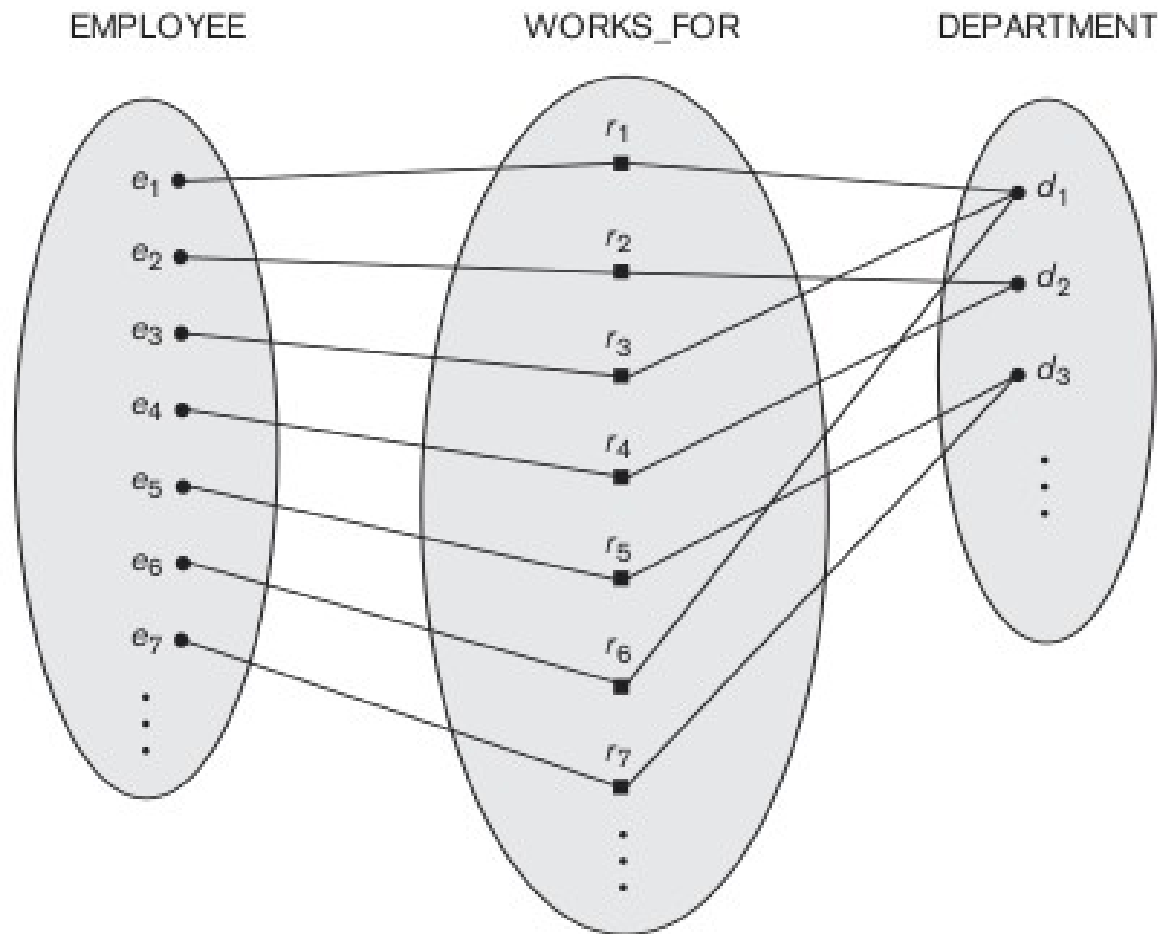 EMPLOYEE
WORKS_FOR
DEPARTMENT
e1
e2
e3
e4
e5
e6
e7
r1
r2
r3
r4
r5
r6
r7
d1
d2
d3